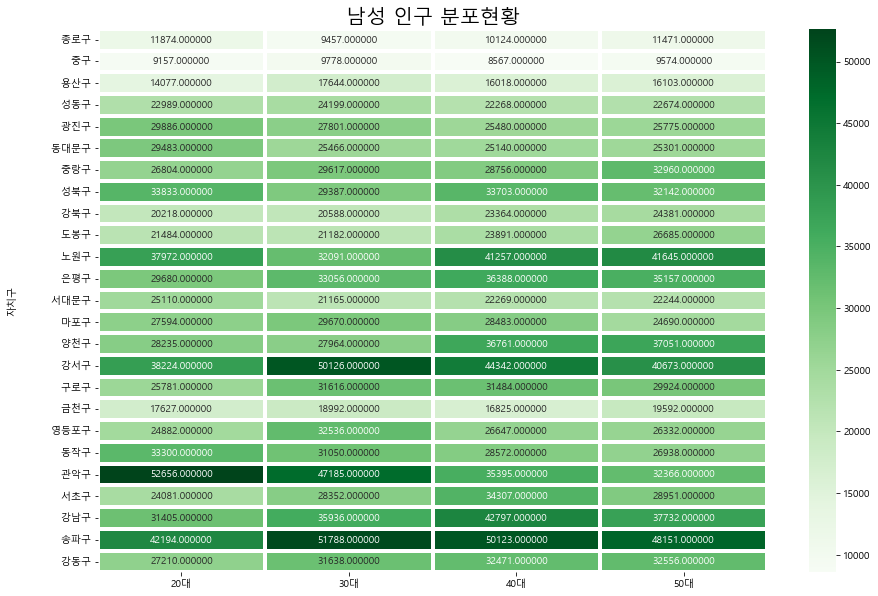 남성 인구 분포현황
종로구 11874.000000 9457.000000 10124.000000 11471.000000
중구 9157.000000 9778.000000 8567.000000 9574.000000
용산구 14077.000000 17644.000000 16018.000000 16103.000000
성동구 22989.000000 24199.000000 22268.000000 22674.000000
광진구 29886.000000 27801.000000 25480.000000 25775.000000
동대문구 29483.000000 25466.000000 25140.000000 25301.000000
중랑구 26804.000000 29617.000000 28756.000000 32960.000000
성북구 33833.000000 29387.000000 33703.000000 32142.000000
강북구 20218.000000 20588.000000 23364.000000 24381.000000
도봉구 21484.000000 21182.000000 23891.000000 26685.000000
노원구 37972.000000 32091.000000 41257.000000 41645.000000
은평구 29680.000000 33056.000000 36388.000000 35157.000000
서대문구 25110.000000 21165.000000 22269.000000 22244.000000
마포구 27594.000000 29670.000000 28483.000000 24690.000000
양천구 28235.000000 27964.000000 36761.000000 37051.000000
강서구 38224.000000 50126.000000 44342.000000 40673.000000
구로구 25781.000000 31616.000000 31484.000000 29924.000000
금천구 17627.000000 18992.000000 16825.000000 19592.000000
영등포구 24882.000000 32536.000000 26647.000000 26332.000000
동작구 33300.000000 31050.000000 28572.000000 26938.000000
관악구 52656.000000 47185.000000 35395.000000 32366.000000
서초구 24081.000000 28352.000000 34307.000000 28951.000000
강남구 31405.000000 35936.000000 42797.000000 37732.000000
송파구 42194.000000 51788.000000 50123.000000 48151.000000
강동구 27210.000000 31638.000000 32471.000000 32556.000000
20대 30대 40대 50대
자치구
50000
45000
40000
35000
30000
25000
20000
15000
10000